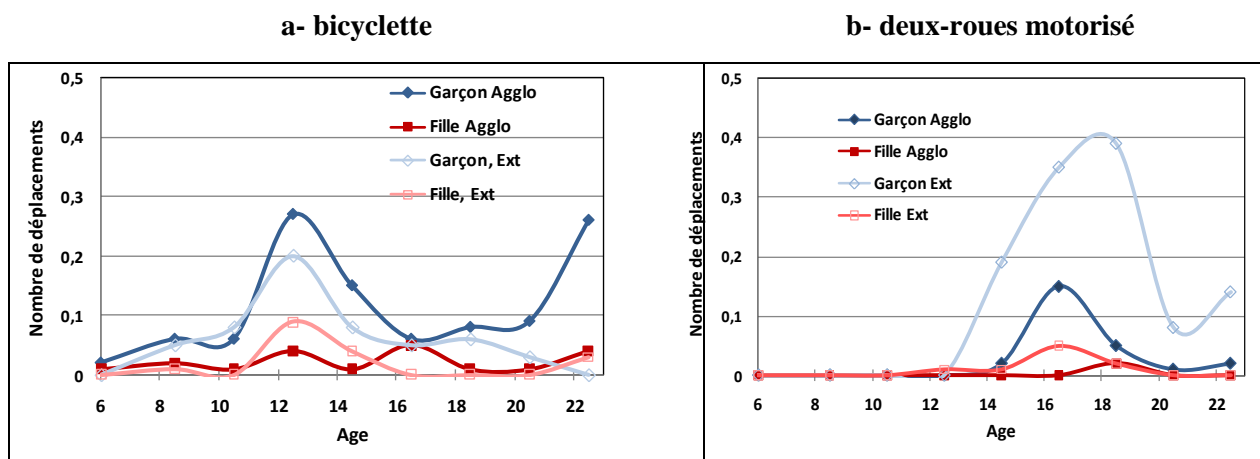 a- bicyclette
b- deux-roues motorisé
Nombre de déplacements
0,5
0,4
0,3
0,2
0,1
0
6 8 10 12 14 16 18 20 22
Age
Garçon Agglo
Fille Agglo
Garçon, Ext
Fille, Ext
Nombre de déplacements
0,5
0,4
0,3
0,2
0,1
0
6 8 10 12 14 16 18 20 22
Age
Garçon Agglo
Fille Agglo
Garçon Ext
Fille Ext